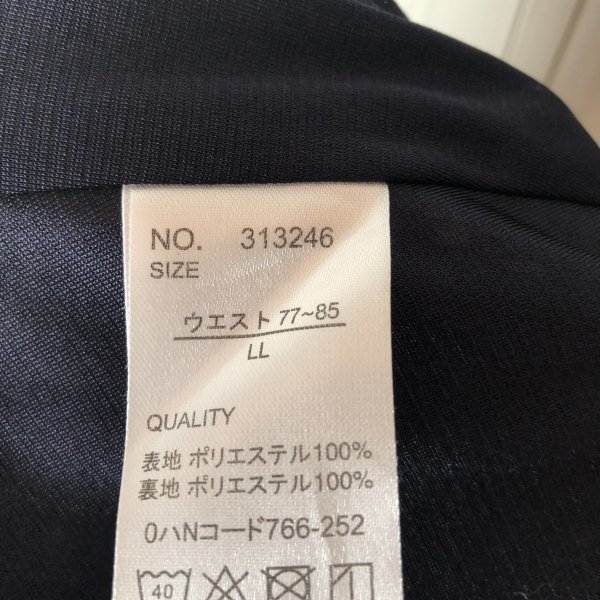 NO. 313246
SIZE
ウエスト 77~85
LL
QUALITY
表地 ポリエステル100%
裏地 ポリエステル100%
0ハNコード766-252
40